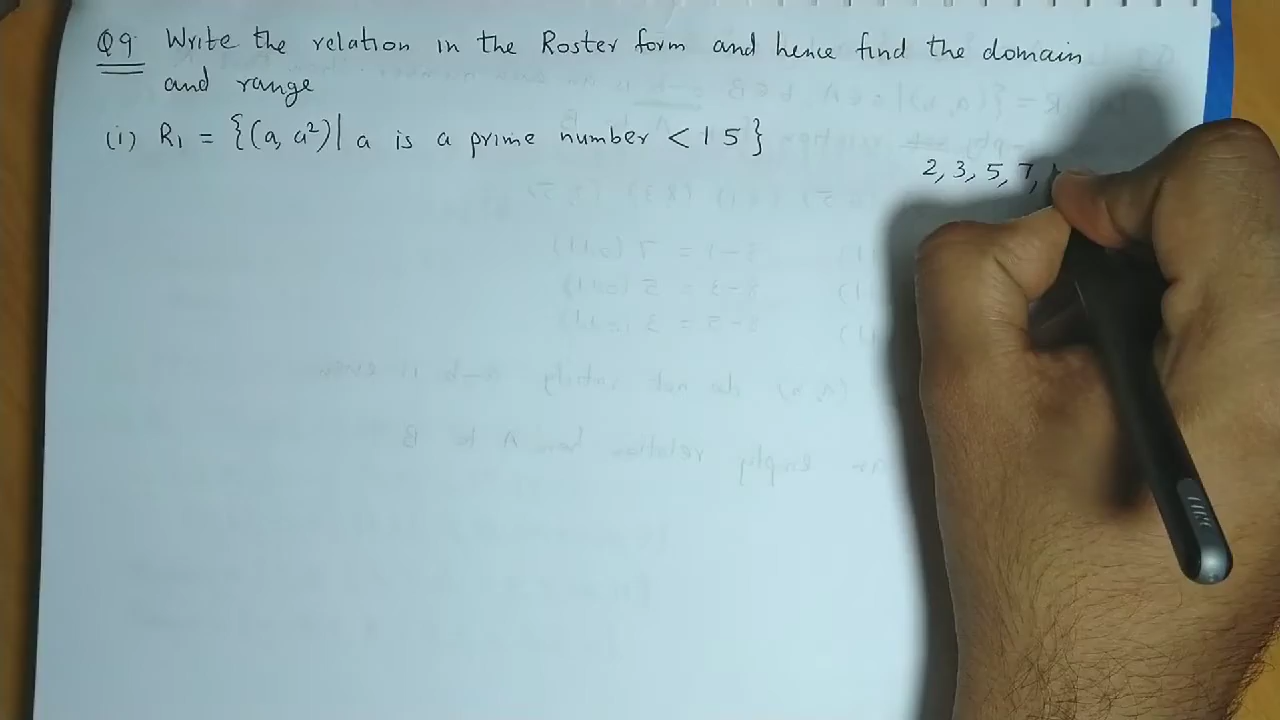 Q9. Write the relation in the Roster form and hence find the domain
and range
(i) R₁ = {(a, a²) | a is a prime number < 15}
2, 3, 5, 7,